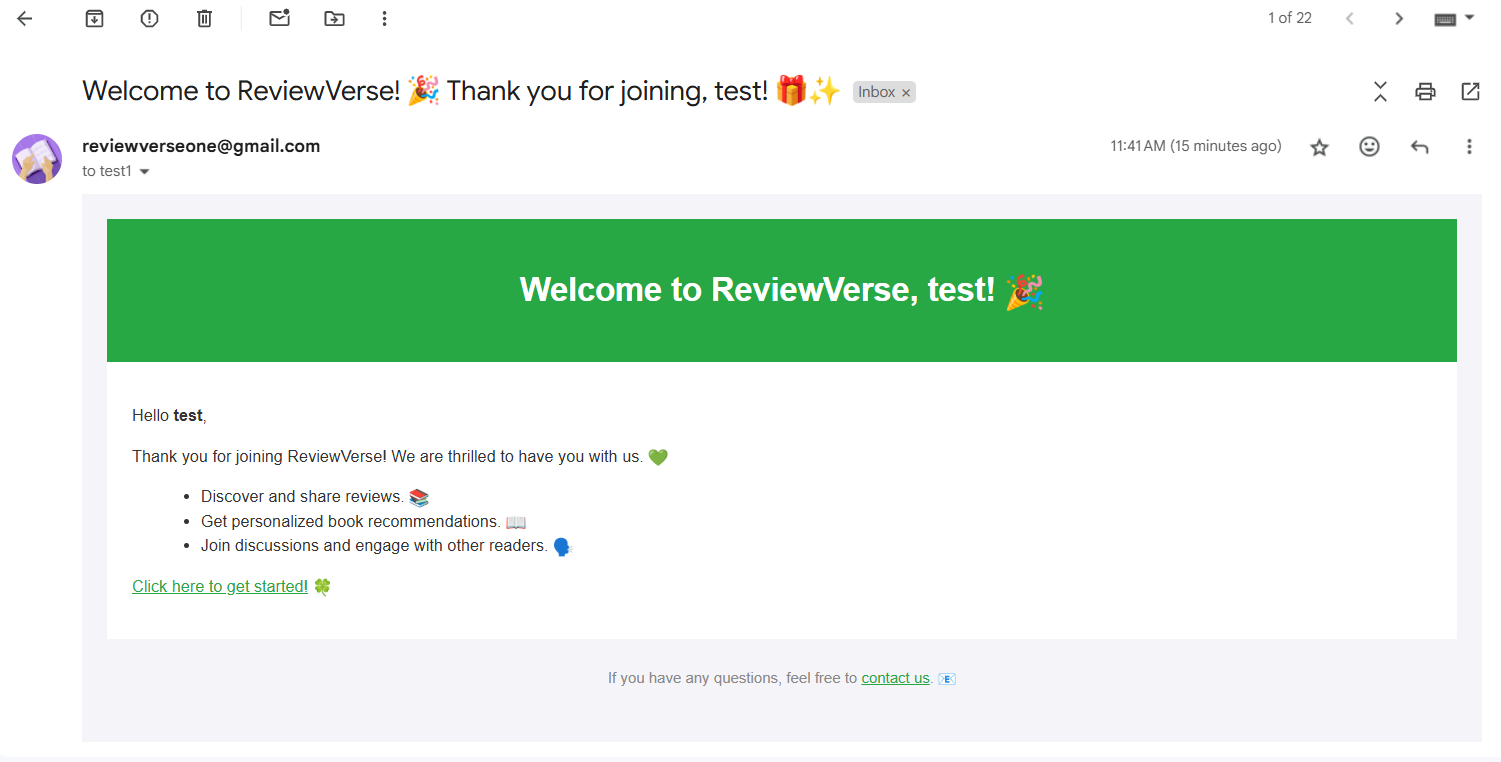 1 of 22
Welcome to ReviewVerse! 🎉 Thank you for joining, test! 🎁✨ Inbox ×
reviewverseone@gmail.com 11:41 AM (15 minutes ago)
to test1
Welcome to ReviewVerse, test! 🎉
Hello test,
Thank you for joining ReviewVerse! We are thrilled to have you with us. 💚
• Discover and share reviews. 📚
• Get personalized book recommendations. 📖
• Join discussions and engage with other readers. 🗣️
Click here to get started! 🍀
If you have any questions, feel free to contact us. 📧